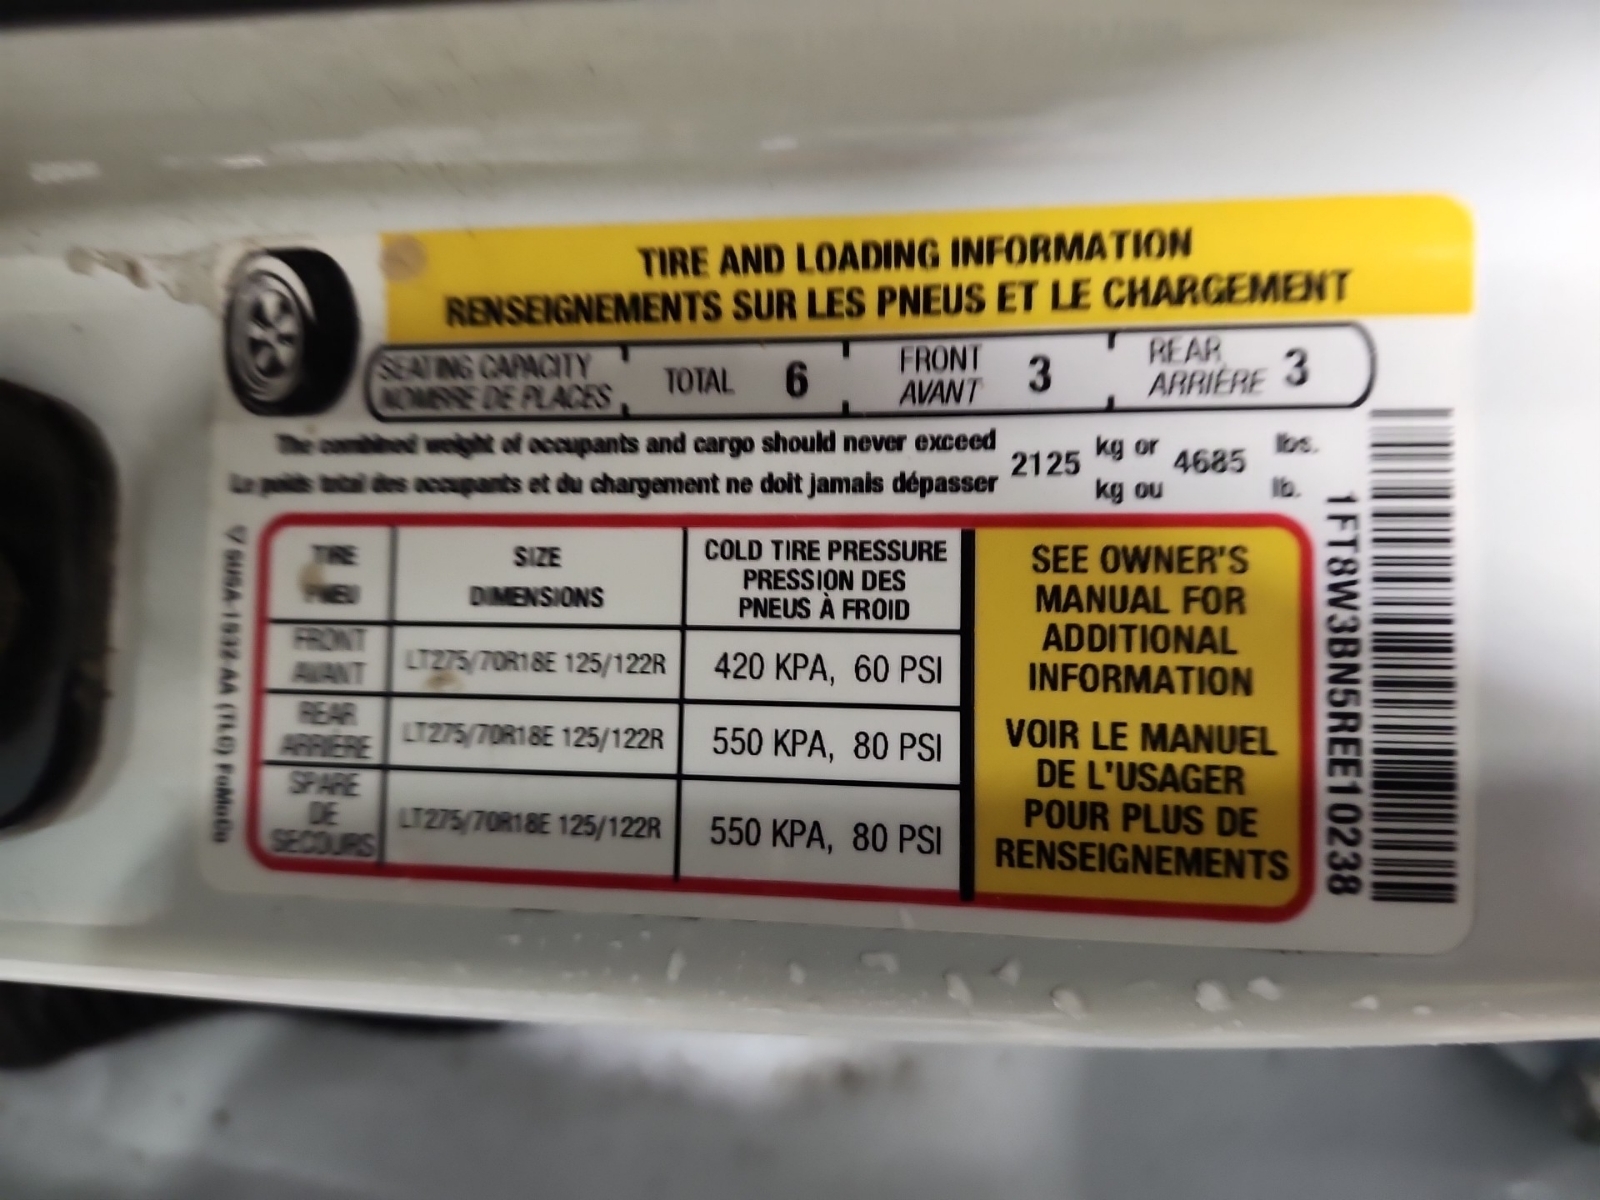 TIRE AND LOADING INFORMATION
RENSEIGNEMENTS SUR LES PNEUS ET LE CHARGEMENT
SEATING CAPACITY TOTAL 6 FRONT 3 REAR 3
NOMBRE DE PLACES AVANT ARRIÈRE
The combined weight of occupants and cargo should never exceed 2125 kg or 4685 lbs.
Le poids total des occupants et du chargement ne doit jamais dépasser kg ou lb.
TIRE SIZE COLD TIRE PRESSURE
PNEU DIMENSIONS PRESSION DES
PNEUS À FROID
FRONT LT275/70R18E 125/122R 420 KPA, 60 PSI
AVANT
REAR LT275/70R18E 125/122R 550 KPA, 80 PSI
ARRIÈRE
SPARE LT275/70R18E 125/122R 550 KPA, 80 PSI
DE
SECOURS
SEE OWNER'S
MANUAL FOR
ADDITIONAL
INFORMATION
VOIR LE MANUEL
DE L'USAGER
POUR PLUS DE
RENSEIGNEMENTS
1FT8W3BN5REE10238